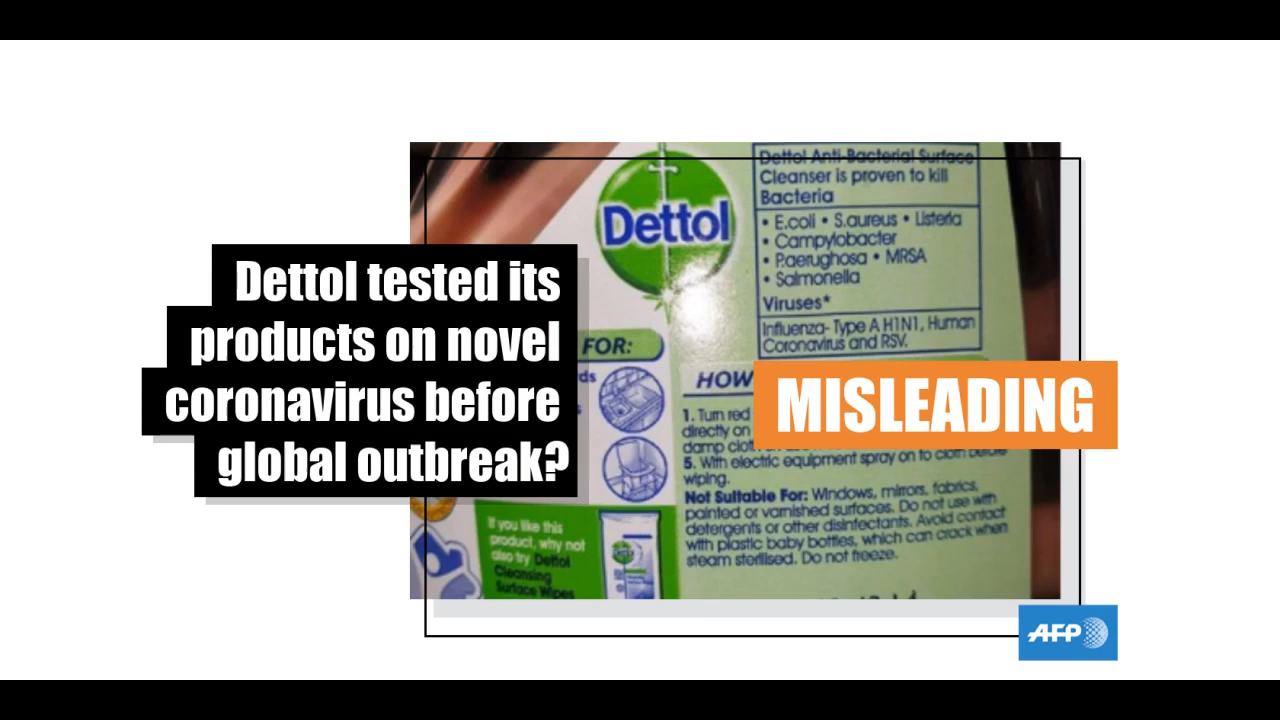 Dettol tested its
products on novel
coronavirus before
global outbreak?
MISLEADING
Dettol
Dettol Anti-Bacterial Surface
Cleanser is proven to kill
Bacteria
• E.coli • S.aureus • Listeria
• Campylobacter
• P.aerughosa • MRSA
• Salmonella
Viruses*
Influenza- Type A H1N1, Human
Coronavirus and RSV.
FOR:
HOW
1. Turn red
directly on
damp
5. With electric equipment spray on to cloth before
wiping.
Not Suitable For: Windows, mirrors, fabrics,
painted or varnished surfaces. Do not use with
detergents or other disinfectants. Avoid contact
with plastic baby bottles, which can crack when
steam sterilised. Do not freeze.
If you like this
product, why not
also try Dettol
Cleansing
Surface Wipes
AFP